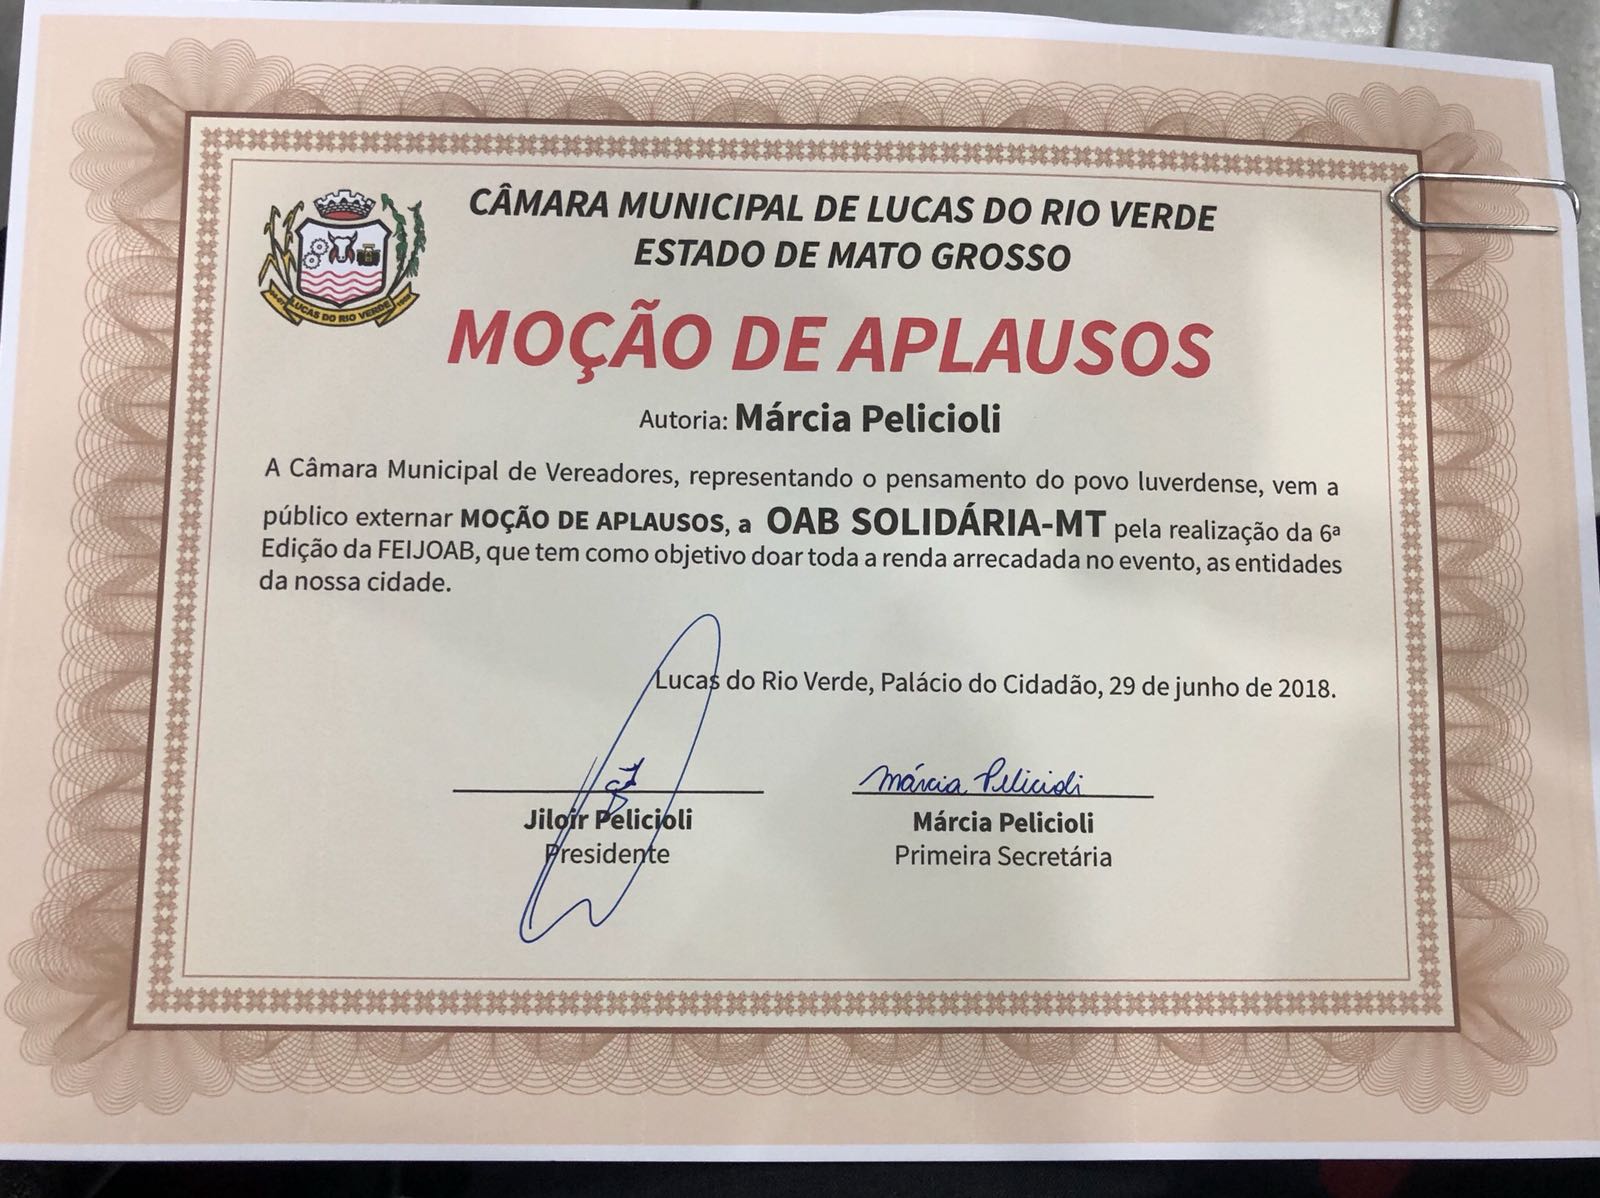 CÂMARA MUNICIPAL DE LUCAS DO RIO VERDE
ESTADO DE MATO GROSSO
LUCAS DO RIO VERDE
MOÇÃO DE APLAUSOS
Autoria: Márcia Pelicioli
A Câmara Municipal de Vereadores, representando o pensamento do povo luverdense, vem a
público externar MOÇÃO DE APLAUSOS, a OAB SOLIDÁRIA-MT pela realização da 6ª
Edição da FEIJOAB, que tem como objetivo doar toda a renda arrecadada no evento, as entidades
da nossa cidade.
Lucas do Rio Verde, Palácio do Cidadão, 29 de junho de 2018.
Márcia Pelicioli
Jiloir Pelicioli
Presidente
Márcia Pelicioli
Primeira Secretária